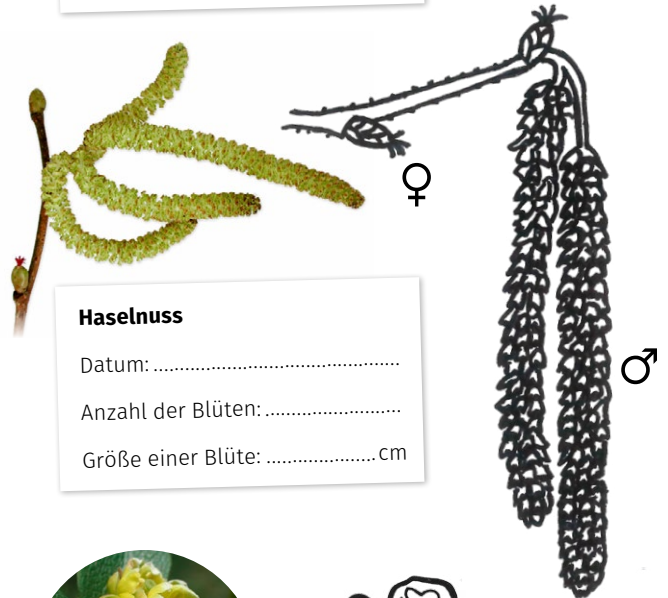 Haselnuss
Datum:..............................................
Anzahl der Blüten:.........................
Größe einer Blüte: ....................cm
♀
♂